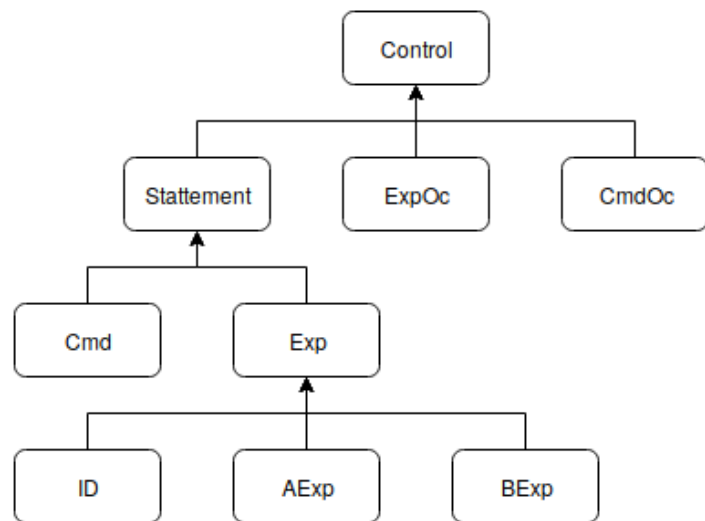 Control
Stattement
ExpOc
CmdOc
Cmd
Exp
ID
AExp
BExp